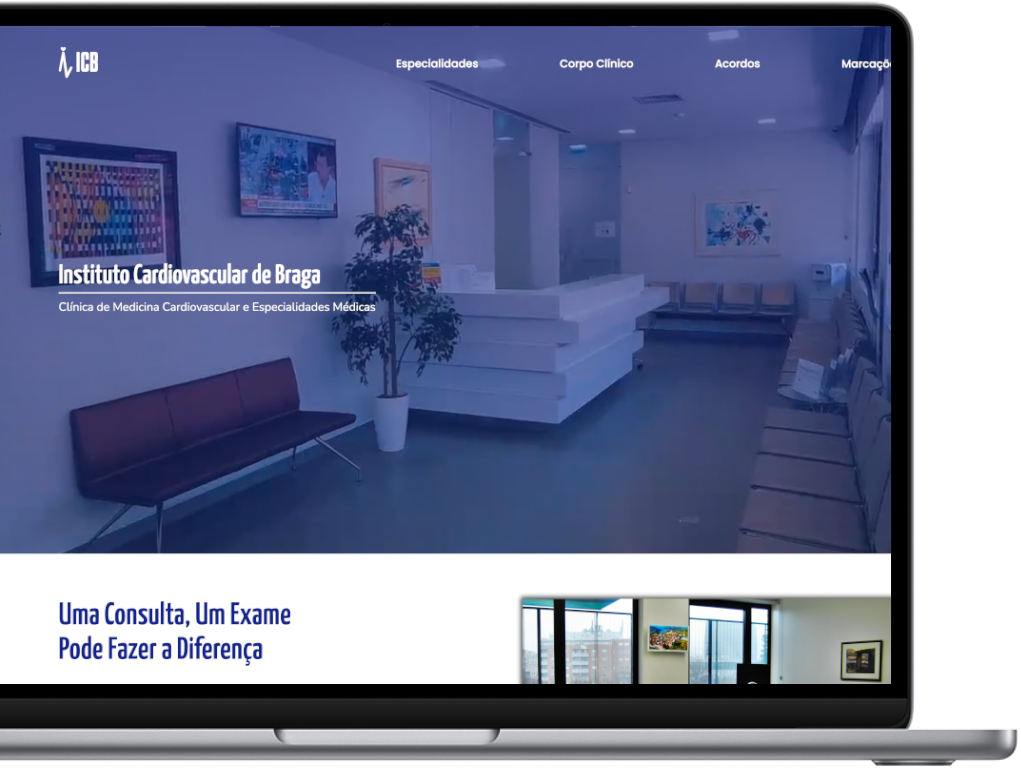 ICB
Especialidades
Corpo Clínico
Acordos
Marcaçõ
Instituto Cardiovascular de Braga
Clínica de Medicina Cardiovascular e Especialidades Médicas
Uma Consulta, Um Exame
Pode Fazer a Diferença